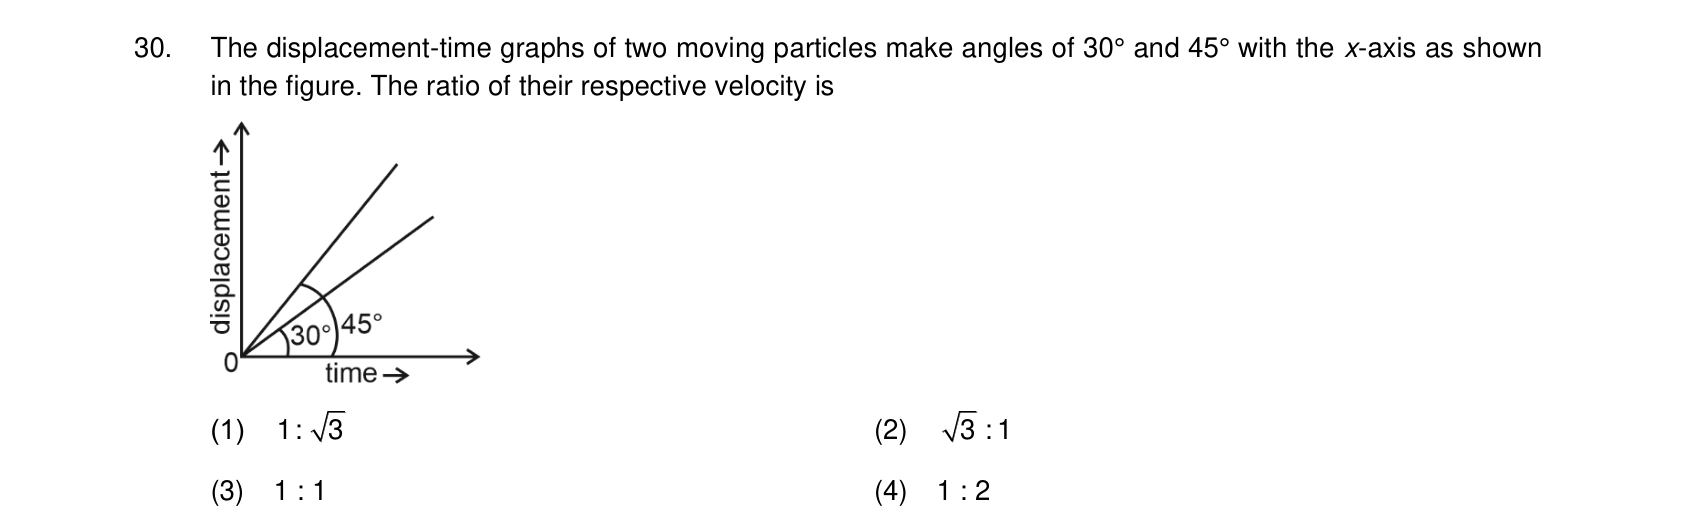 30. The displacement-time graphs of two moving particles make angles of 30° and 45° with the x-axis as shown
in the figure. The ratio of their respective velocity is
displacement→
30°
45°
0
time→
(1) 1 : √3
(2) √3 : 1
(3) 1 : 1
(4) 1 : 2